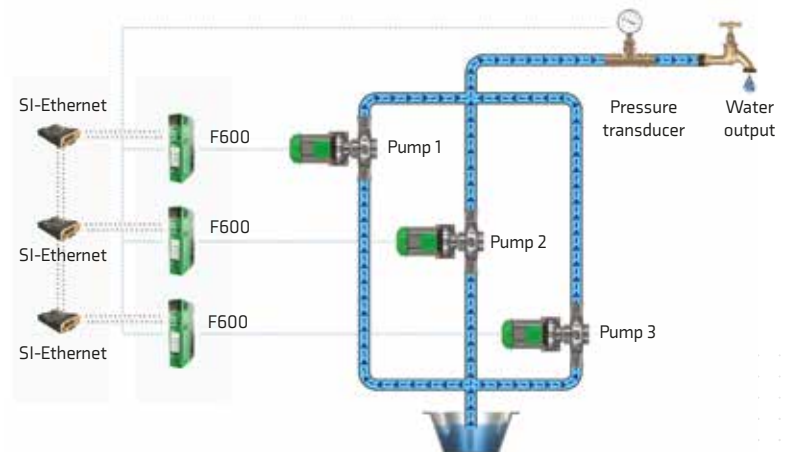 SI-Ethernet
F600
Pump 1
Pressure
transducer
Water
output
SI-Ethernet
F600
Pump 2
SI-Ethernet
F600
Pump 3